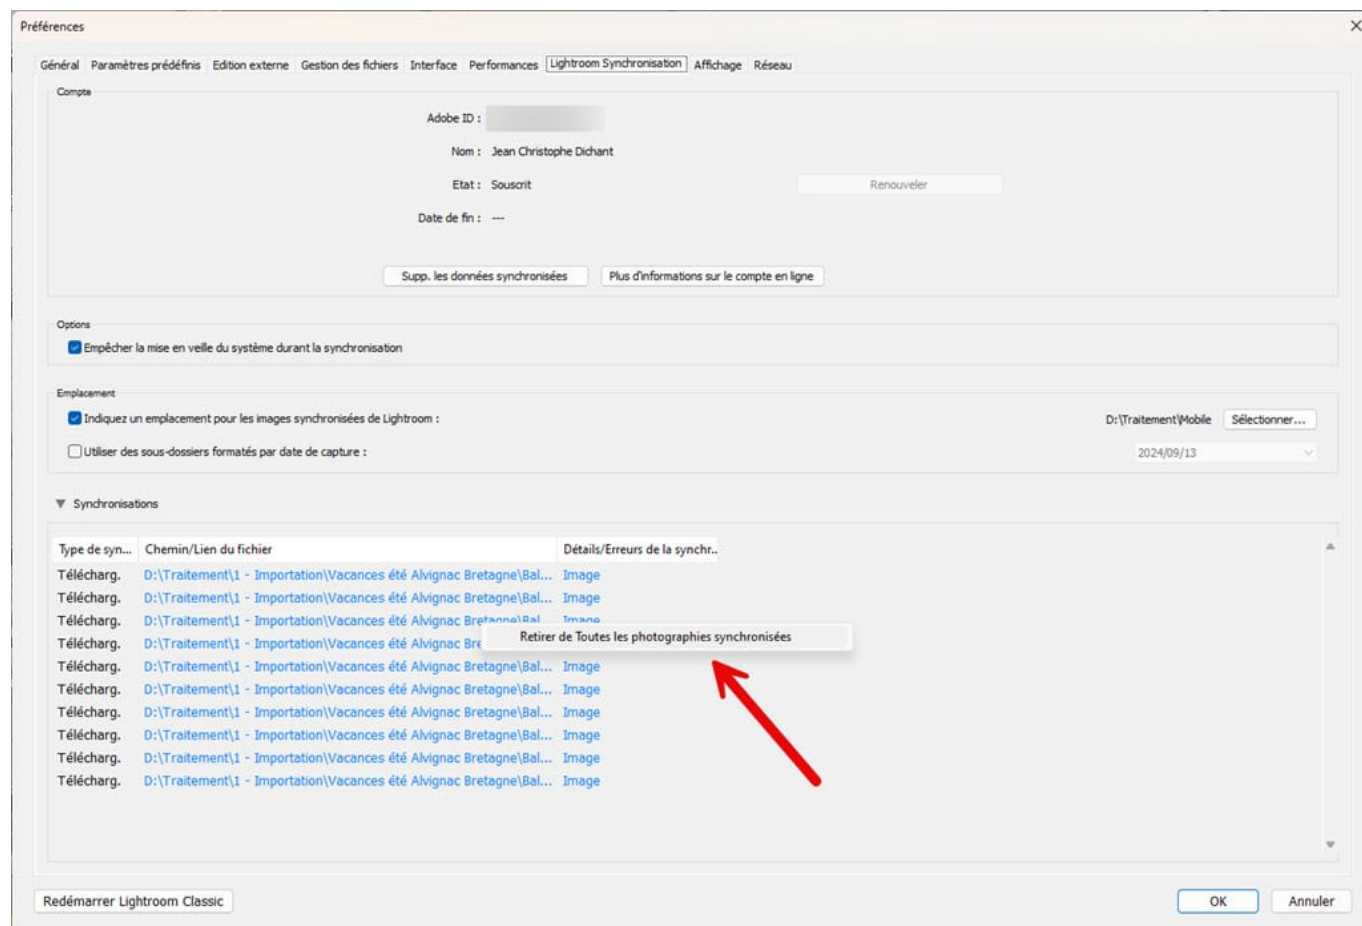 Préférences
Général Paramètres prédéfinis Edition externe Gestion des fichiers Interface Performances Lightroom Synchronisation Affichage Réseau
Compte
Adobe ID :
Nom : Jean Christophe Dichant
Etat : Souscrit Renouveler
Date de fin : ---
Supp. les données synchronisées Plus d'informations sur le compte en ligne
Options
Empêcher la mise en veille du système durant la synchronisation
Emplacement
Indiquez un emplacement pour les images synchronisées de Lightroom : D:\Traitement\Mobile Sélectionner...
Utiliser des sous-dossiers formatés par date de capture : 2024/09/13
Synchronisations
Type de syn... Chemin/Lien du fichier Détails/Erreurs de la synchr..
Télécharg. D:\Traitement\1 - Importation\Vacances été Alvignac Bretagne\Bal... Image
Télécharg. D:\Traitement\1 - Importation\Vacances été Alvignac Bretagne\Bal... Image
Télécharg. D:\Traitement\1 - Importation\Vacances été Alvignac Bretagne\Bal... Image
Télécharg. D:\Traitement\1 - Importation\Vacances été Alvignac Bre
Retirer de Toutes les photographies synchronisées
Télécharg. D:\Traitement\1 - Importation\Vacances été Alvignac Bretagne\Bal... Image
Télécharg. D:\Traitement\1 - Importation\Vacances été Alvignac Bretagne\Bal... Image
Télécharg. D:\Traitement\1 - Importation\Vacances été Alvignac Bretagne\Bal... Image
Télécharg. D:\Traitement\1 - Importation\Vacances été Alvignac Bretagne\Bal... Image
Télécharg. D:\Traitement\1 - Importation\Vacances été Alvignac Bretagne\Bal... Image
Télécharg. D:\Traitement\1 - Importation\Vacances été Alvignac Bretagne\Bal... Image
Redémarrer Lightroom Classic OK Annuler